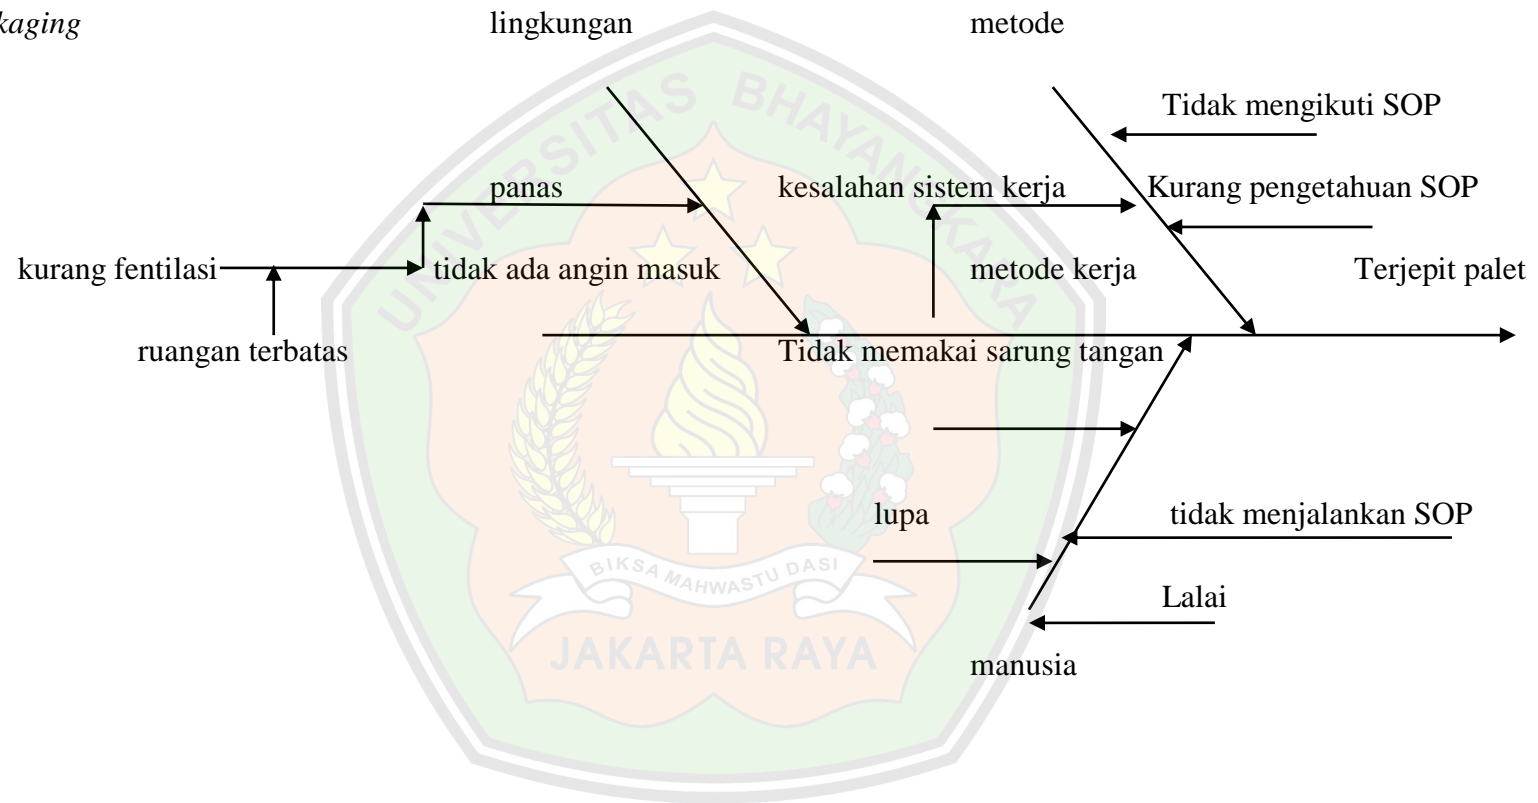 kaging
lingkungan
metode
Tidak mengikuti SOP
panas
kesalahan sistem kerja
Kurang pengetahuan SOP
kurang fentilasi
tidak ada angin masuk
metode kerja
Terjepit palet
ruangan terbatas
Tidak memakai sarung tangan
lupa
tidak menjalankan SOP
Lalai
manusia
UNIVERSITAS BHAYANGKARA
BIKSA MAHWASTU DASI
JAKARTA RAYA